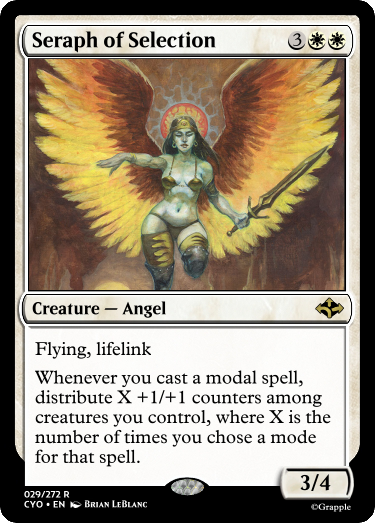 Seraph of Selection 3
Creature — Angel
Flying, lifelink
Whenever you cast a modal spell,
distribute X +1/+1 counters among
creatures you control, where X is the
number of times you chose a mode
for that spell.
3/4
029/272 R
CYO • EN Brian LeBlanc
©Grapple